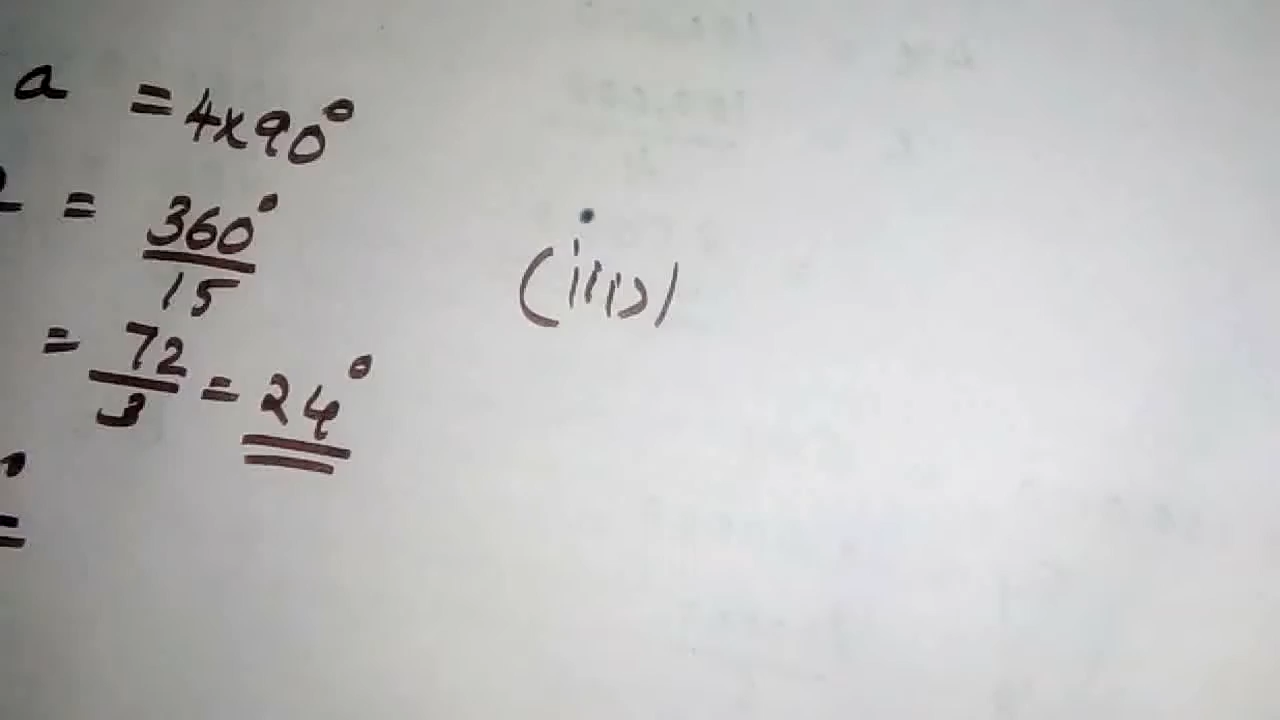 a = 4x90°
= 360°/15
= 72/3 = 24°
=
(iii)